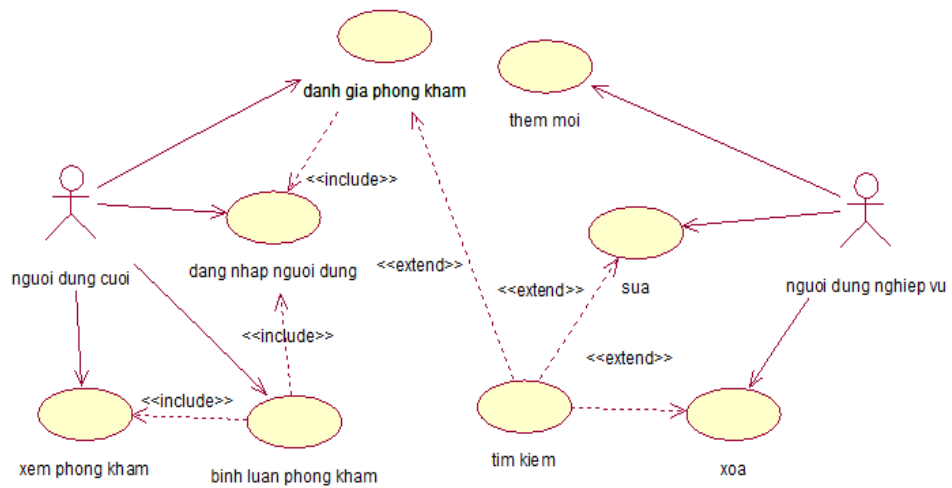 danh gia phong kham
them moi
<<include>>
dang nhap nguoi dung
<<extend>>
nguoi dung cuoi
<<extend>>
sua
nguoi dung nghiep vu
<<include>>
<<extend>>
<<include>>
xem phong kham
binh luan phong kham
tim kiem
xoa